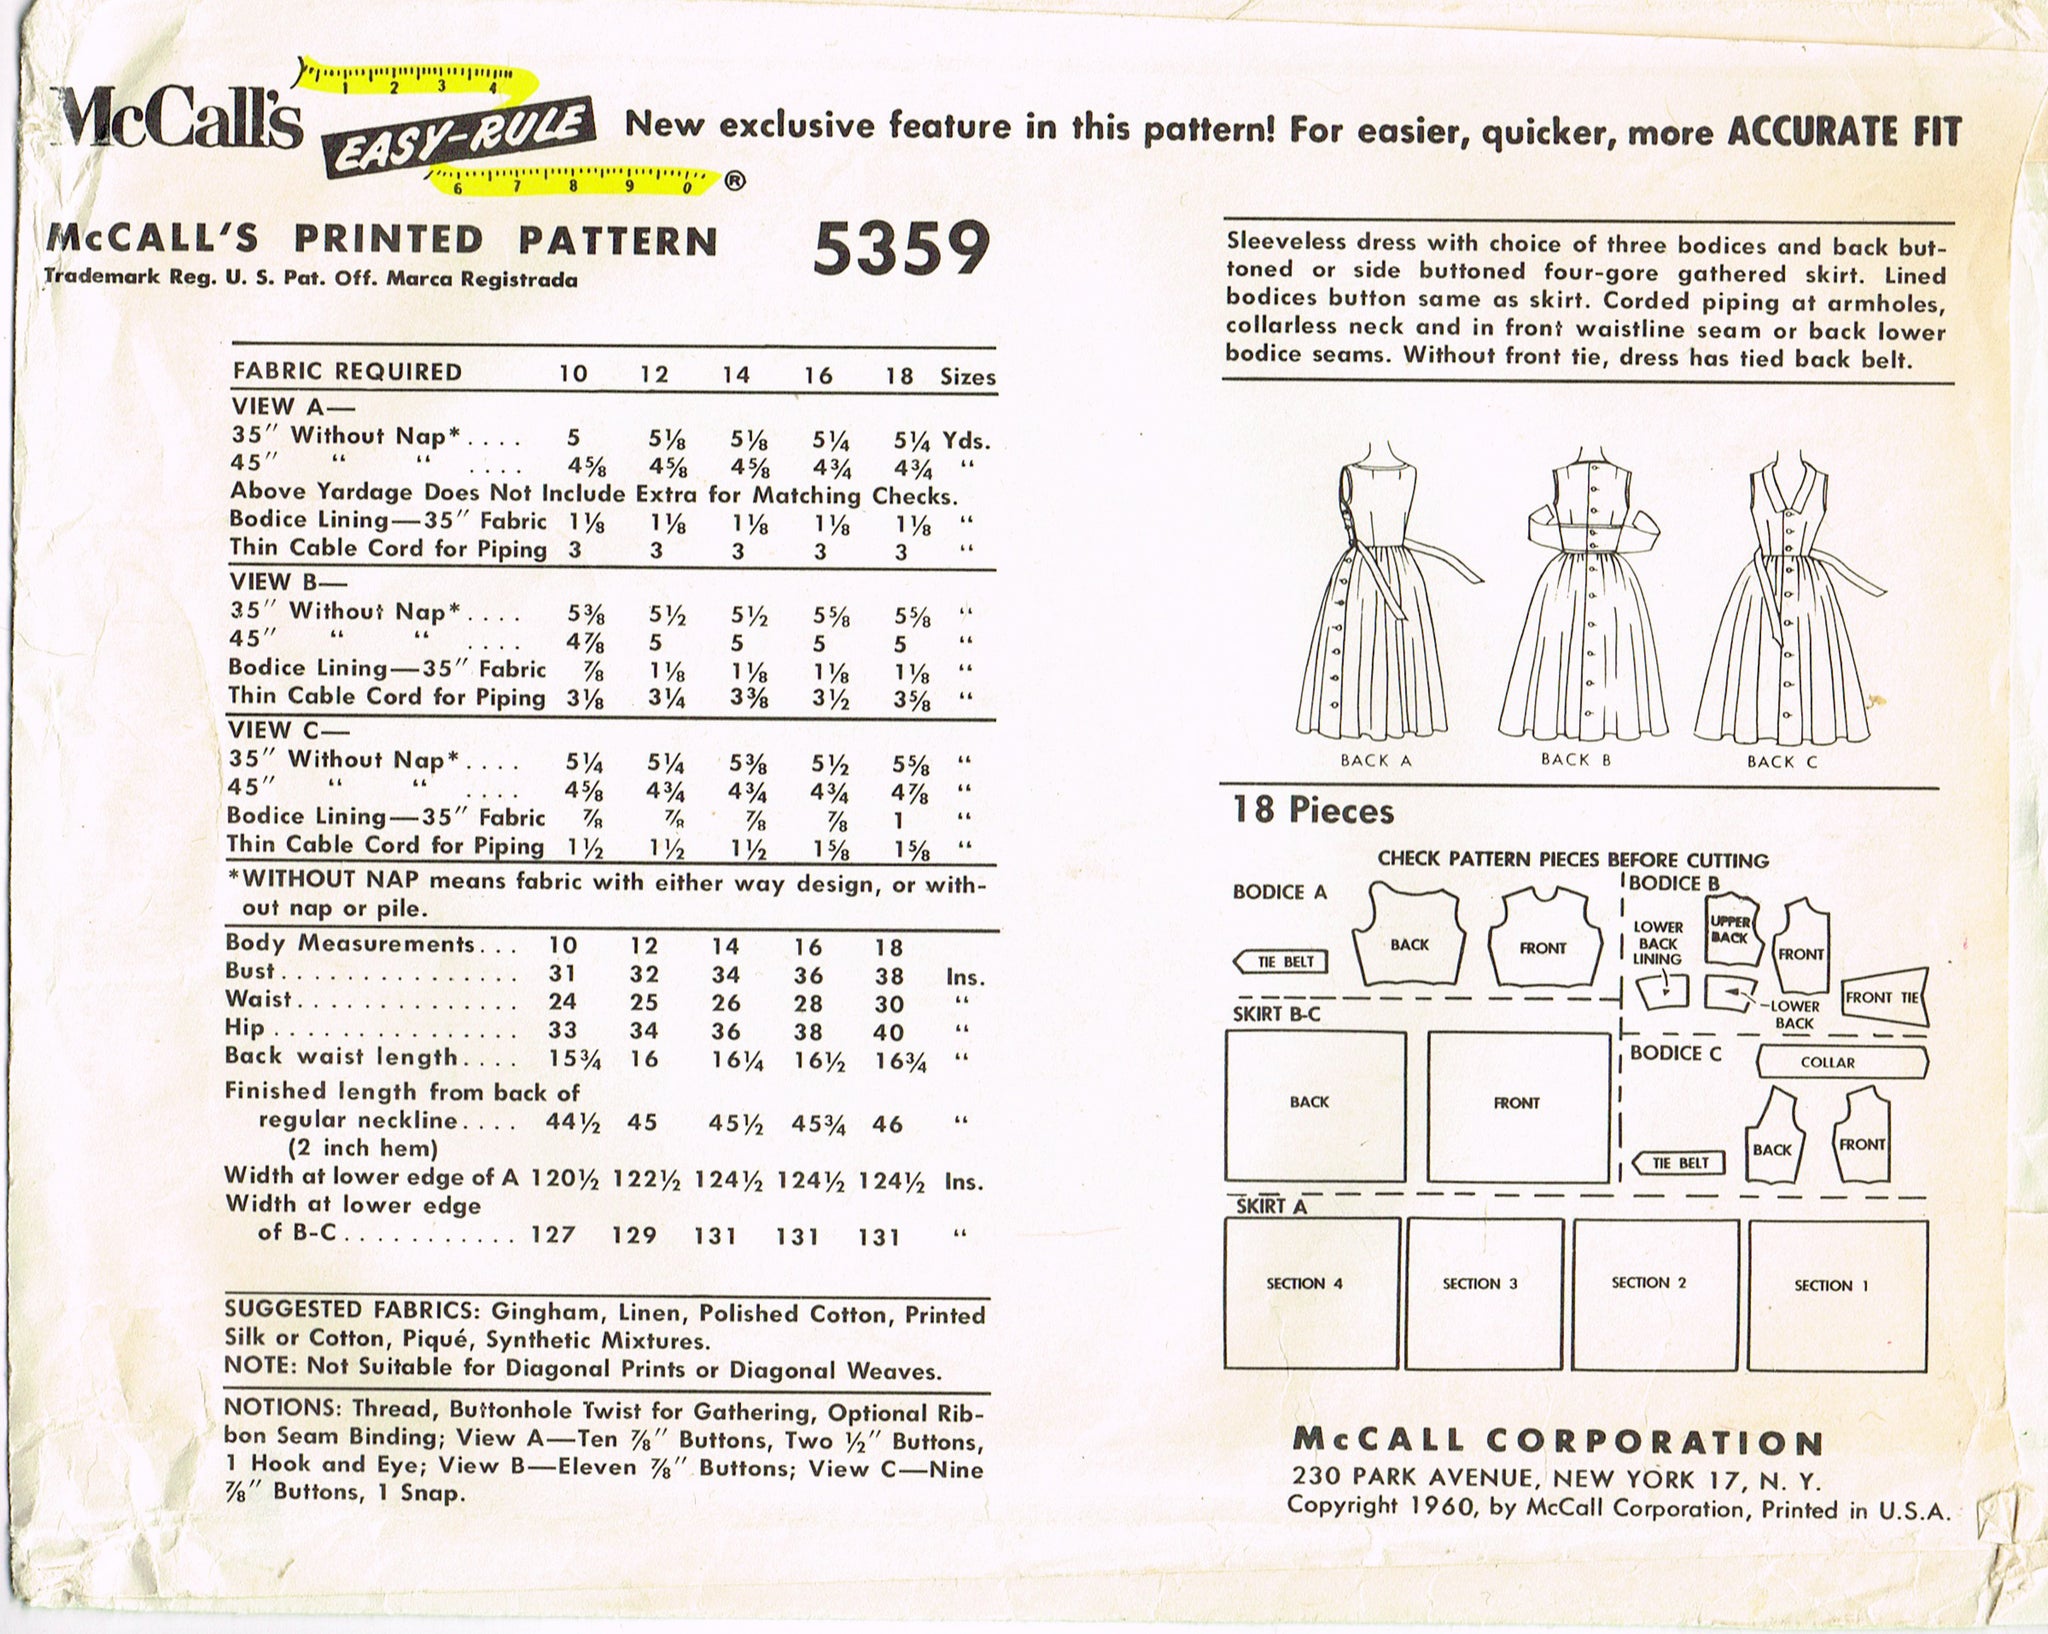 McCall's EASY-RULE ® New exclusive feature in this pattern! For easier, quicker, more ACCURATE FIT
1 2 3 4
6 7 8 9 0
McCALL'S PRINTED PATTERN 5359
Trademark Reg. U. S. Pat. Off. Marca Registrada
FABRIC REQUIRED 10 12 14 16 18 Sizes
VIEW A—
35″ Without Nap* .... 5 5⅛ 5⅛ 5¼ 5¼ Yds.
45″ “ “ .... 4⅝ 4⅝ 4⅝ 4¾ 4¾ “
Above Yardage Does Not Include Extra for Matching Checks.
Bodice Lining—35″ Fabric 1⅛ 1⅛ 1⅛ 1⅛ 1⅛ “
Thin Cable Cord for Piping 3 3 3 3 3 “
VIEW B—
35″ Without Nap* .... 5⅜ 5½ 5½ 5⅝ 5⅝ “
45″ “ “ .... 4⅞ 5 5 5 5 “
Bodice Lining—35″ Fabric ⅞ 1⅛ 1⅛ 1⅛ 1⅛ “
Thin Cable Cord for Piping 3⅛ 3¼ 3⅜ 3½ 3⅝ “
VIEW C—
35″ Without Nap* .... 5¼ 5¼ 5⅜ 5½ 5⅝ “
45″ “ “ .... 4⅝ 4¾ 4¾ 4¾ 4⅞ “
Bodice Lining—35″ Fabric ⅞ ⅞ ⅞ ⅞ 1 “
Thin Cable Cord for Piping 1½ 1½ 1½ 1⅝ 1⅝ “
*WITHOUT NAP means fabric with either way design, or with-
out nap or pile.
Body Measurements... 10 12 14 16 18
Bust............... 31 32 34 36 38 Ins.
Waist.............. 24 25 26 28 30 “
Hip ............... 33 34 36 38 40 “
Back waist length.... 15¾ 16 16¼ 16½ 16¾ “
Finished length from back of
regular neckline.... 44½ 45 45½ 45¾ 46 “
(2 inch hem)
Width at lower edge of A 120½ 122½ 124½ 124½ 124½ Ins.
Width at lower edge
of B-C........... 127 129 131 131 131 “
SUGGESTED FABRICS: Gingham, Linen, Polished Cotton, Printed
Silk or Cotton, Piqué, Synthetic Mixtures.
NOTE: Not Suitable for Diagonal Prints or Diagonal Weaves.
NOTIONS: Thread, Buttonhole Twist for Gathering, Optional Rib-
bon Seam Binding; View A—Ten ⅞″ Buttons, Two ½″ Buttons,
1 Hook and Eye; View B—Eleven ⅞″ Buttons; View C—Nine
⅞″ Buttons, 1 Snap.
Sleeveless dress with choice of three bodices and back but-
toned or side buttoned four-gore gathered skirt. Lined
bodices button same as skirt. Corded piping at armholes,
collarless neck and in front waistline seam or back lower
bodice seams. Without front tie, dress has tied back belt.
BACK A BACK B BACK C
18 Pieces
CHECK PATTERN PIECES BEFORE CUTTING
BODICE A
BACK
FRONT
TIE BELT
BODICE B
LOWER
BACK
LINING
UPPER
BACK
FRONT
LOWER
BACK
FRONT TIE
SKIRT B-C
BACK
FRONT
BODICE C
COLLAR
TIE BELT
BACK
FRONT
SKIRT A
SECTION 4 SECTION 3 SECTION 2 SECTION 1
McCALL CORPORATION
230 PARK AVENUE, NEW YORK 17, N. Y.
Copyright 1960, by McCall Corporation, Printed in U.S.A.